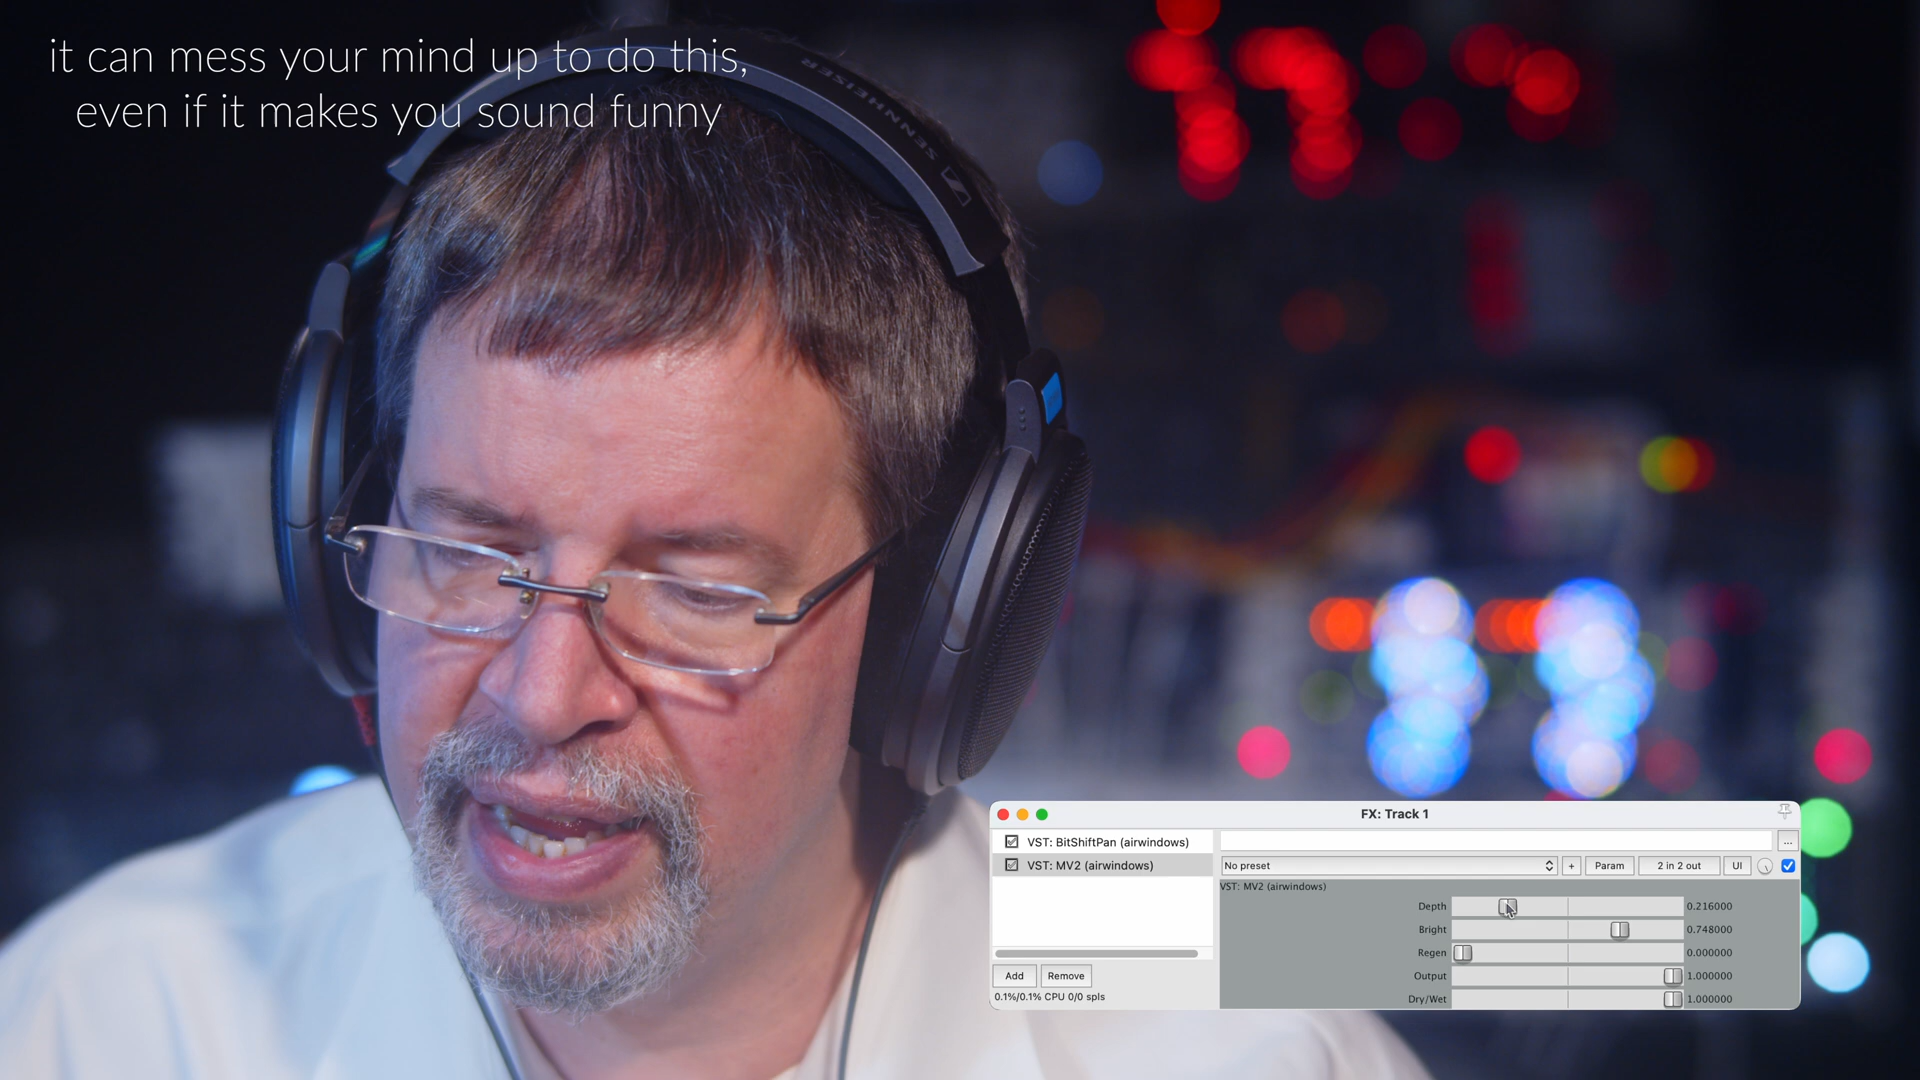 it can mess your mind up to do this,
even if it makes you sound funny
SENNHEISER
FX: Track 1
VST: BitShiftPan (airwindows)
VST: MV2 (airwindows)
...
No preset
+
Param
2 in 2 out
UI
VST: MV2 (airwindows)
Depth 0.216000
Bright 0.748000
Regen 0.000000
Output 1.000000
Dry/Wet 1.000000
Add
Remove
0.1%/0.1% CPU 0/0 spls